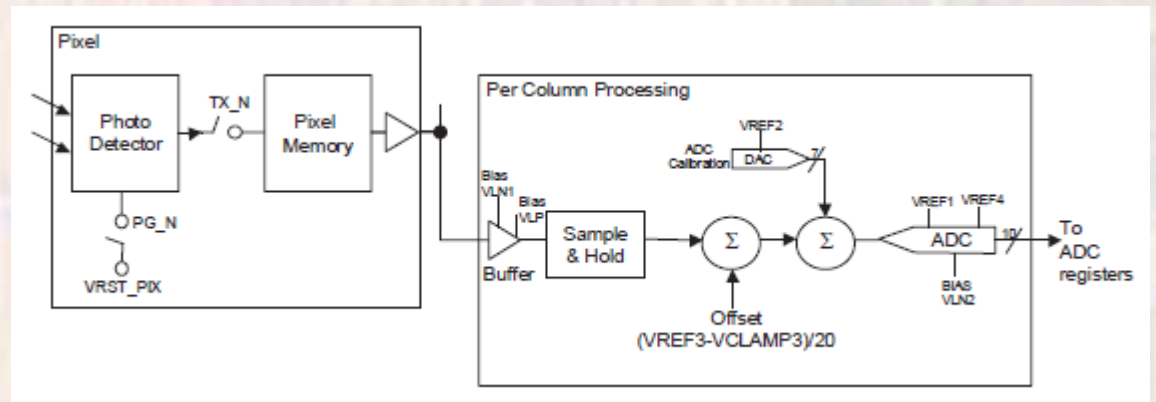 Pixel
Photo
Detector
TX_N
Pixel
Memory
PG_N
VRST_PIX
Per Column Processing
VREF2
ADC
Calibration
DAC
7
Bias
VLN1
Bias
VLP
Buffer
Sample
& Hold
Σ
Σ
Offset
(VREF3-VCLAMP3)/20
VREF1
VREF4
ADC
10
BIAS
VLN2
To
ADC
registers